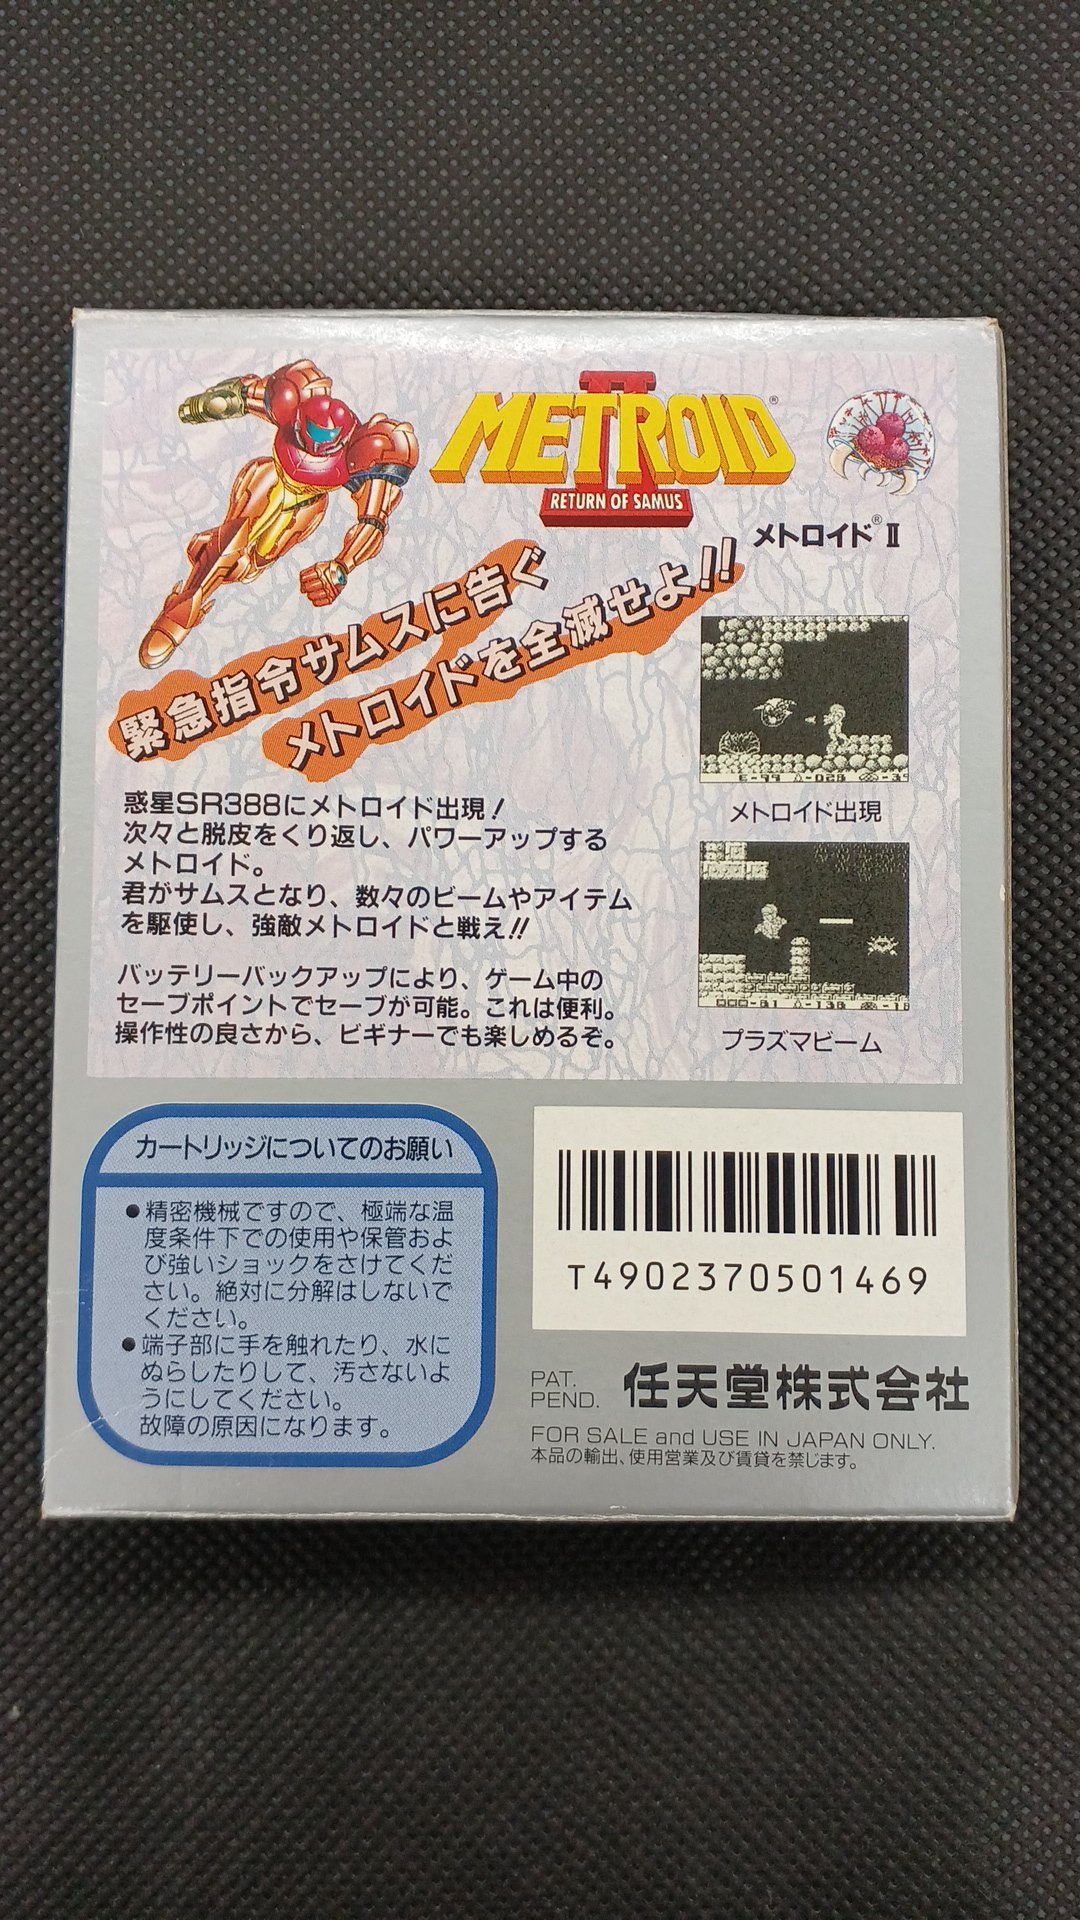 METROID®
II
RETURN OF SAMUS
メトロイド® II
緊急指令サムスに告ぐ
メトロイドを全滅せよ!!
惑星SR388にメトロイド出現!
次々と脱皮をくり返し、パワーアップする
メトロイド。
君がサムスとなり、数々のビームやアイテム
を駆使し、強敵メトロイドと戦え!!
バッテリーバックアップにより、ゲーム中の
セーブポイントでセーブが可能。これは便利。
操作性の良さから、ビギナーでも楽しめるぞ。
メトロイド出現
プラズマビーム
カートリッジについてのお願い
●精密機械ですので、極端な温
度条件下での使用や保管およ
び強いショックをさけてくだ
さい。絶対に分解はしないで
ください。
●端子部に手を触れたり、水に
ぬらしたりして、汚さないよ
うにしてください。
故障の原因になります。
T4902370501469
PAT.
PEND.
任天堂株式会社
FOR SALE and USE IN JAPAN ONLY.
本品の輸出、使用営業及び賃貸を禁じます。